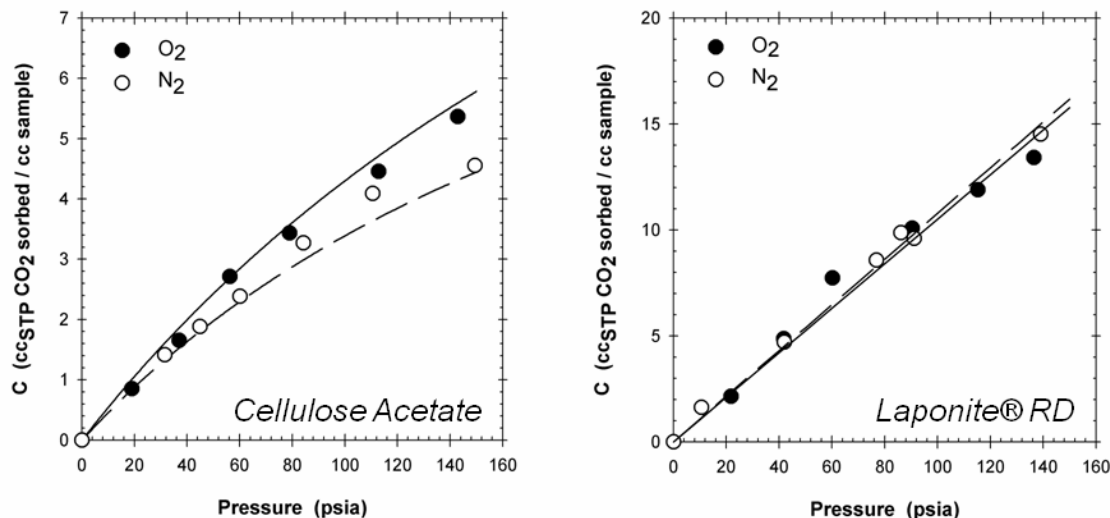 7
6
5
4
3
2
1
0
C (ccSTP CO2 sorbed / cc sample)
O2
N2
Cellulose Acetate
0 20 40 60 80 100 120 140 160
Pressure (psia)
20
15
10
5
0
C (ccSTP CO2 sorbed / cc sample)
O2
N2
Laponite® RD
0 20 40 60 80 100 120 140 160
Pressure (psia)